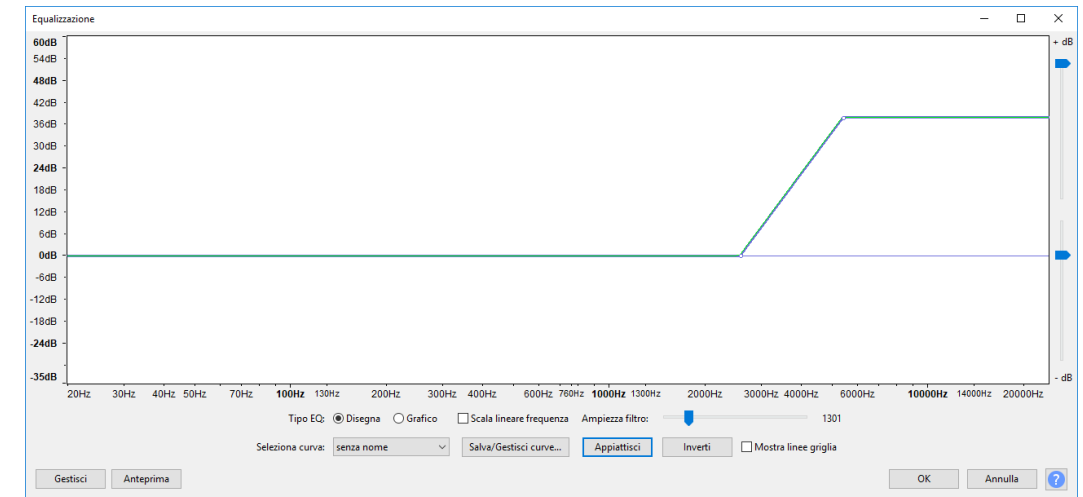 Equalizzazione
60dB
+ dB
54dB
48dB
42dB
36dB
30dB
24dB
18dB
12dB
6dB
0dB
-6dB
-12dB
-18dB
-24dB
-35dB
- dB
20Hz 30Hz 40Hz 50Hz 70Hz 100Hz 130Hz 200Hz 300Hz 400Hz 600Hz 760Hz 1000Hz 1300Hz 2000Hz 3000Hz 4000Hz 6000Hz 10000Hz 14000Hz 20000Hz
Tipo EQ: Disegna Grafico Scala lineare frequenza Ampiezza filtro: 1301
Seleziona curva: senza nome Salva/Gestisci curve... Appiattisci Inverti Mostra linee griglia
Gestisci Anteprima OK Annulla ?